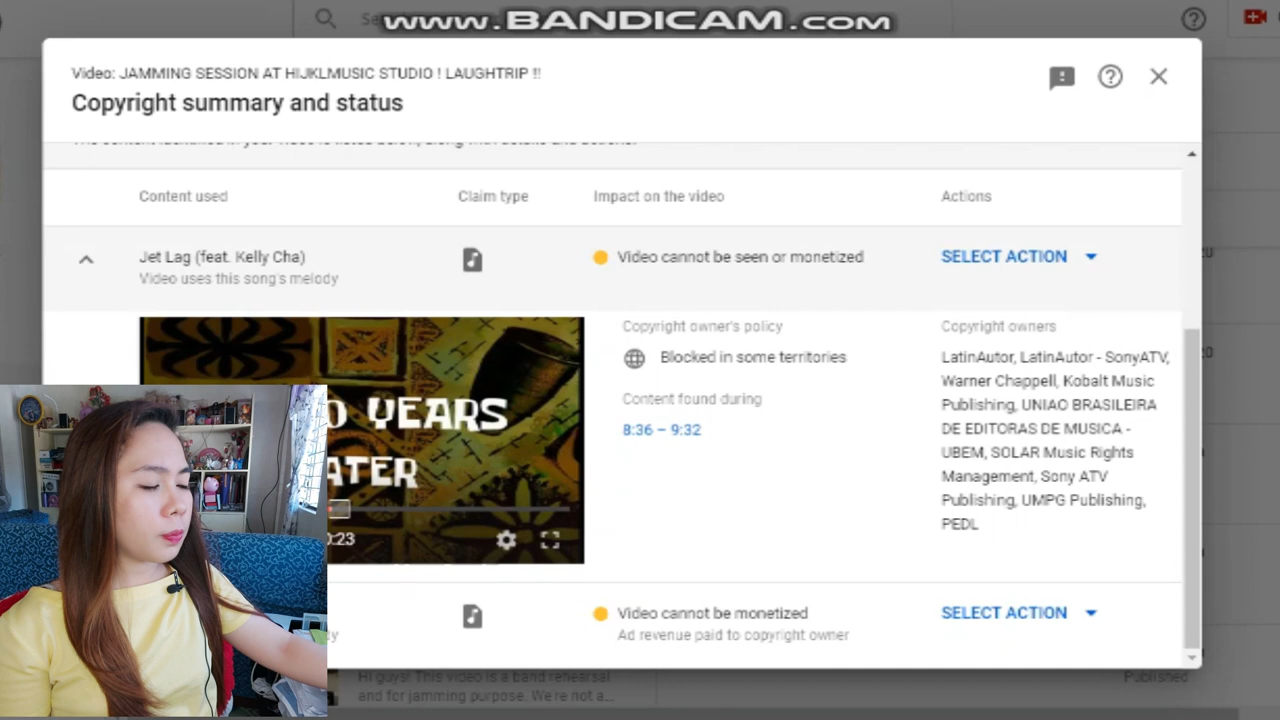 www.BANDICAM.com
Video: JAMMING SESSION AT HIJKLMUSIC STUDIO ! LAUGHTRIP !!
Copyright summary and status
Content used
Claim type
Impact on the video
Actions
Jet Lag (feat. Kelly Cha)
Video uses this song's melody
Video cannot be seen or monetized
SELECT ACTION
YEARS
ATER
0:23
Copyright owner's policy
Blocked in some territories
Content found during
8:36 – 9:32
Copyright owners
LatinAutor, LatinAutor - SonyATV,
Warner Chappell, Kobalt Music
Publishing, UNIAO BRASILEIRA
DE EDITORAS DE MUSICA -
UBEM, SOLAR Music Rights
Management, Sony ATV
Publishing, UMPG Publishing,
PEDL
Video cannot be monetized
Ad revenue paid to copyright owner
SELECT ACTION
Hi guys! This video is a band rehearsal
and for jamming purpose. We're not a...
Published